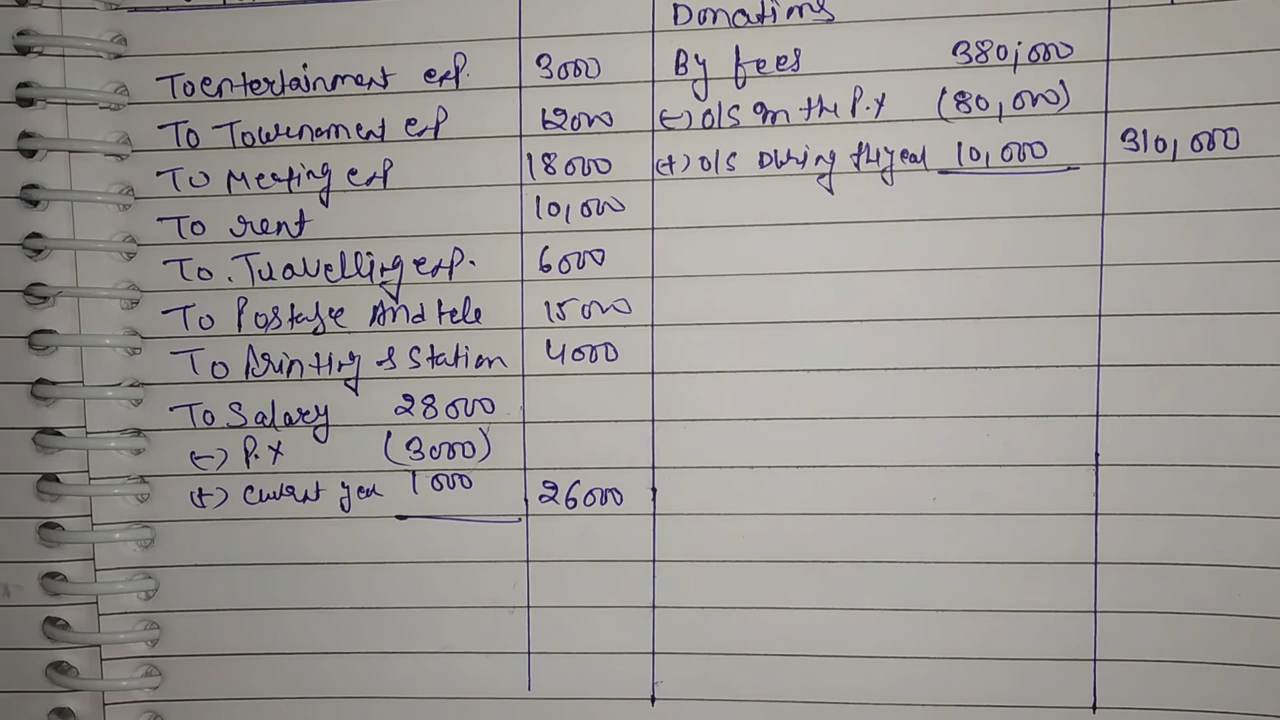 Donations
To entertainment exp. 3000 By fees 380,000
To Tournament exp 12000 (-) O/S In the P.Y (80,000)
To Meeting exp 18000 (+) O/S During the year 10,000 310,000
To rent 10,000
To. Travelling exp. 6000
To Postage And tele 15000
To Printing & Station 4000
To Salary 28000
(-) P.Y (3000)
(+) Current year 1000 26000